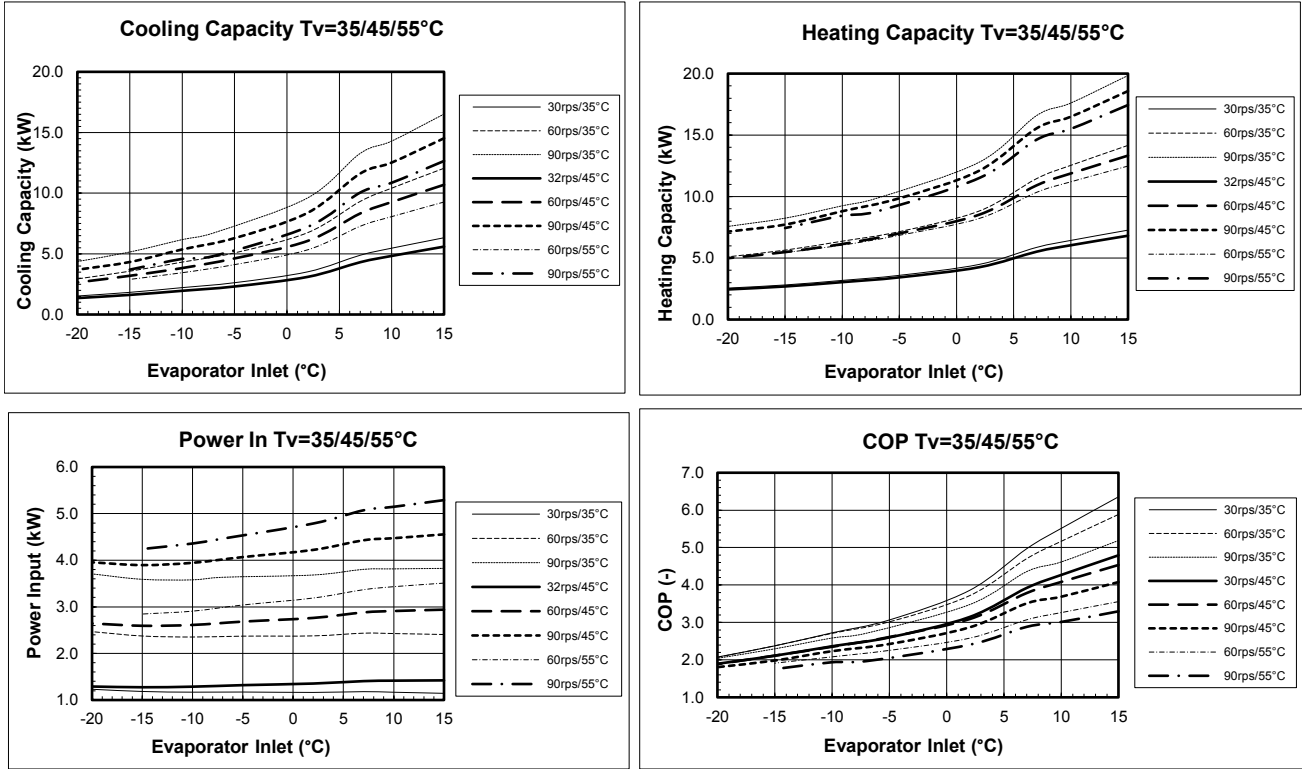 Cooling Capacity Tv=35/45/55°C
20.0
15.0
10.0
5.0
0.0
Cooling Capacity (kW)
-20 -15 -10 -5 0 5 10 15
Evaporator Inlet (°C)
30rps/35°C
60rps/35°C
90rps/35°C
32rps/45°C
60rps/45°C
90rps/45°C
60rps/55°C
90rps/55°C
Heating Capacity Tv=35/45/55°C
20.0
15.0
10.0
5.0
0.0
Heating Capacity (kW)
-20 -15 -10 -5 0 5 10 15
Evaporator Inlet (°C)
30rps/35°C
60rps/35°C
90rps/35°C
32rps/45°C
60rps/45°C
90rps/45°C
60rps/55°C
90rps/55°C
Power In Tv=35/45/55°C
6.0
5.0
4.0
3.0
2.0
1.0
Power Input (kW)
-20 -15 -10 -5 0 5 10 15
Evaporator Inlet (°C)
30rps/35°C
60rps/35°C
90rps/35°C
32rps/45°C
60rps/45°C
90rps/45°C
60rps/55°C
90rps/55°C
COP Tv=35/45/55°C
7.0
6.0
5.0
4.0
3.0
2.0
1.0
COP (-)
-20 -15 -10 -5 0 5 10 15
Evaporator Inlet (°C)
30rps/35°C
60rps/35°C
90rps/35°C
30rps/45°C
60rps/45°C
90rps/45°C
60rps/55°C
90rps/55°C